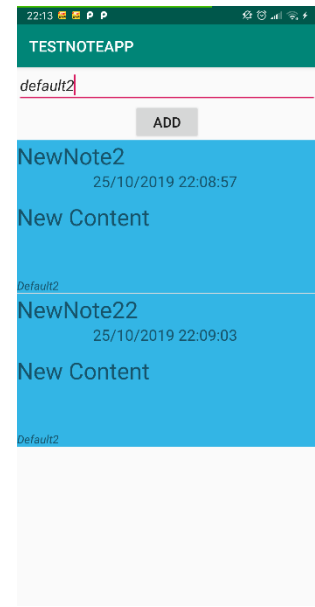 22:13
TESTNOTEAPP
default2
ADD
NewNote2
25/10/2019 22:08:57
New Content
Default2
NewNote22
25/10/2019 22:09:03
New Content
Default2